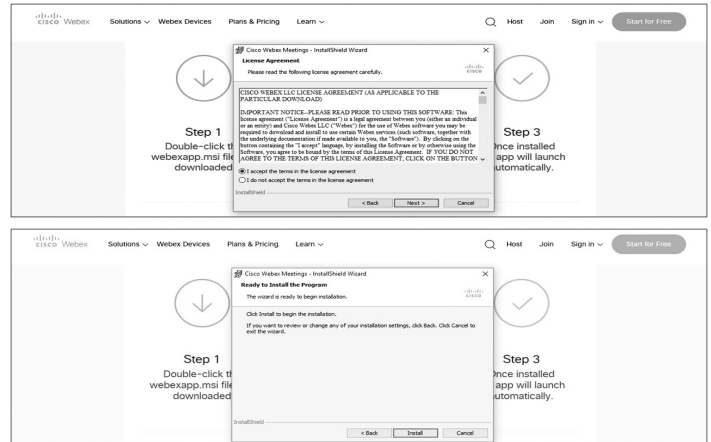 cisco Webex Solutions Webex Devices Plans & Pricing Learn Host Join Sign in Start for Free
Cisco Webex Meetings - InstallShield Wizard
License Agreement
Please read the following license agreement carefully.
cisco
CISCO WEBEX LLC LICENSE AGREEMENT (AS APPLICABLE TO THE
PARTICULAR DOWNLOAD)
IMPORTANT NOTICE--PLEASE READ PRIOR TO USING THIS SOFTWARE: This
license agreement ("License Agreement") is a legal agreement between you (either an individual
or an entity) and Cisco Webex LLC ("Webex") for the use of Webex software you may be
required to download and install to use certain Webex services (such software, together with
the underlying documentation if made available to you, the "Software"). By clicking on the
button containing the "I accept" language, by installing the Software or by otherwise using the
Software, you agree to be bound by the terms of this License Agreement. IF YOU DO NOT
AGREE TO THE TERMS OF THIS LICENSE AGREEMENT, CLICK ON THE BUTTON
I accept the terms in the license agreement
I do not accept the terms in the license agreement
InstallShield
< Back Next > Cancel
Step 1
Double-click th
webexapp.msi file
downloaded
Step 3
Once installed
app will launch
automatically.
cisco Webex Solutions Webex Devices Plans & Pricing Learn Host Join Sign in Start for Free
Cisco Webex Meetings - InstallShield Wizard
Ready to Install the Program
The wizard is ready to begin installation.
cisco
Click Install to begin the installation.
If you want to review or change any of your installation settings, click Back. Click Cancel to
exit the wizard.
InstallShield
< Back Install Cancel
Step 1
Double-click th
webexapp.msi file
downloaded
Step 3
Once installed
app will launch
automatically.